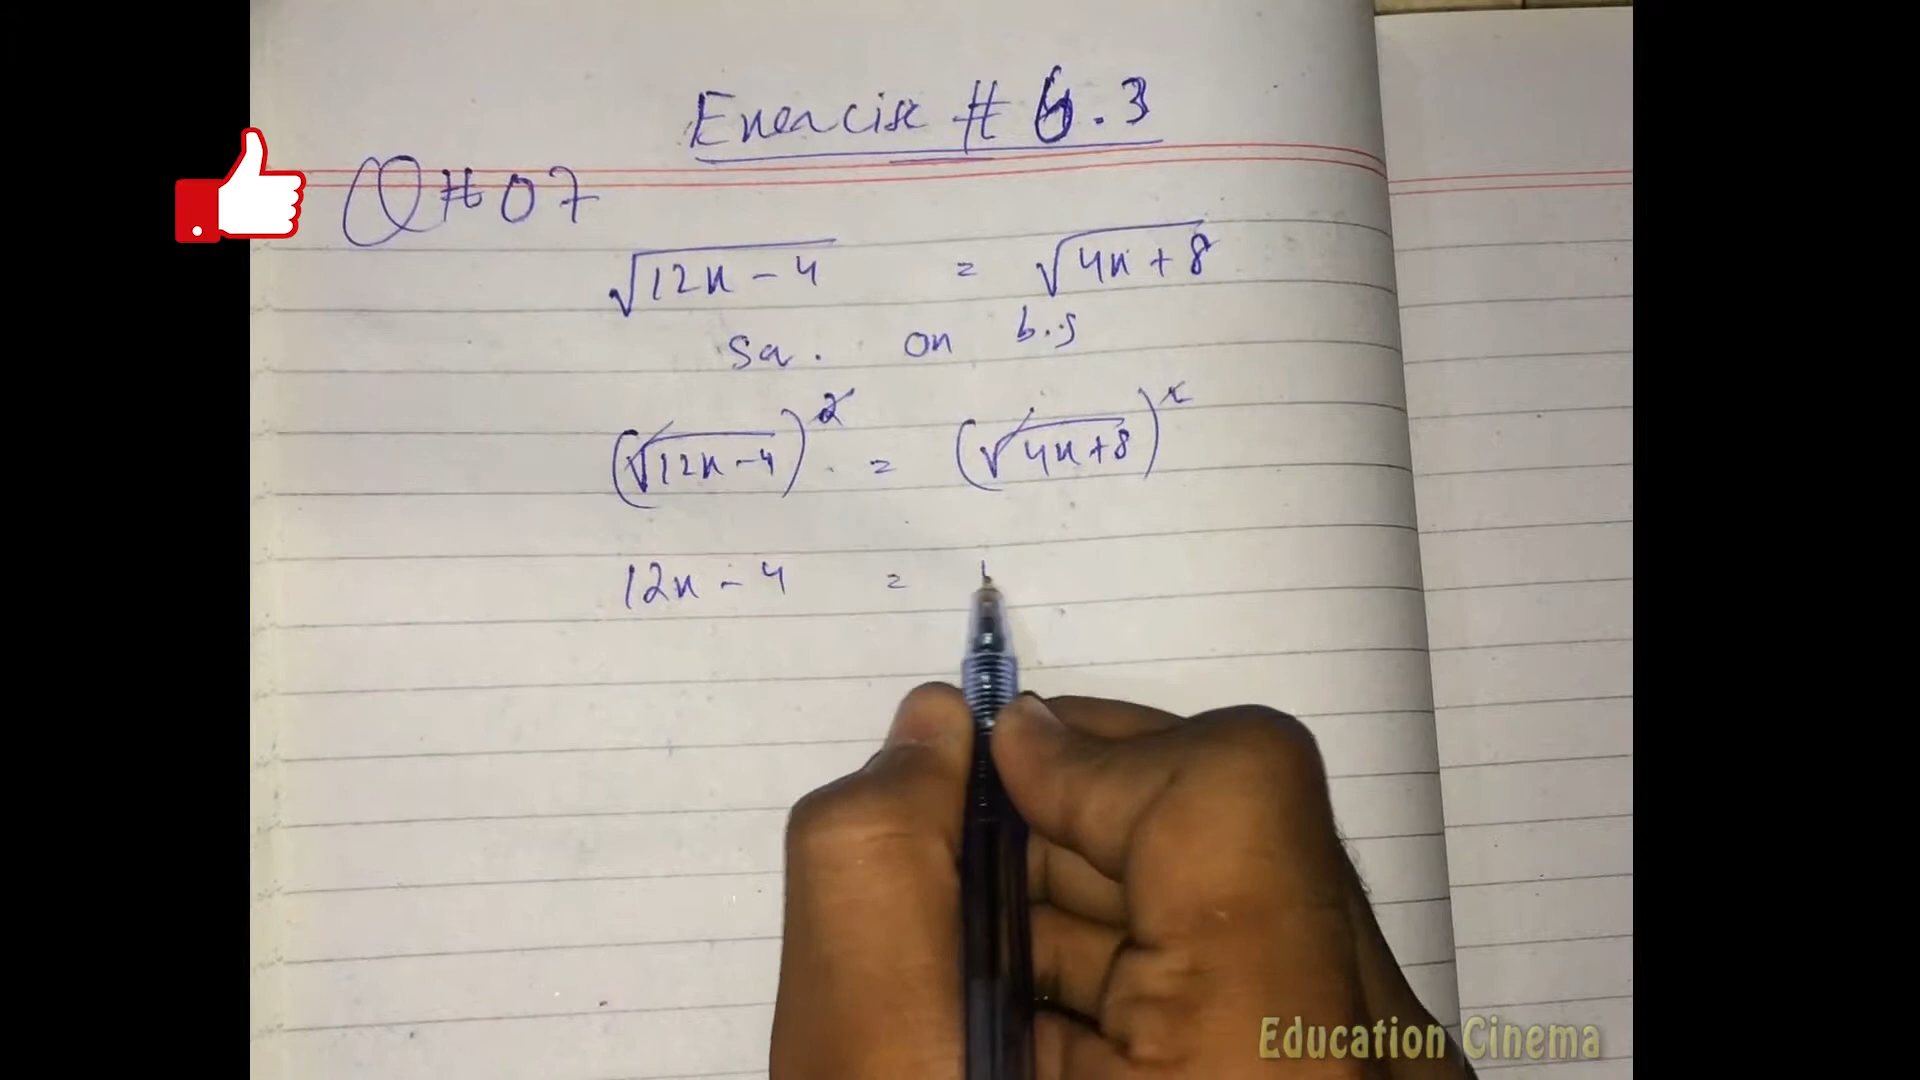 Exercise # 6.3
Q#07
√12x - 4 = √4x + 8
Sq. on b.s
(√12x - 4)² = (√4x + 8)²
12x - 4 =
Education Cinema